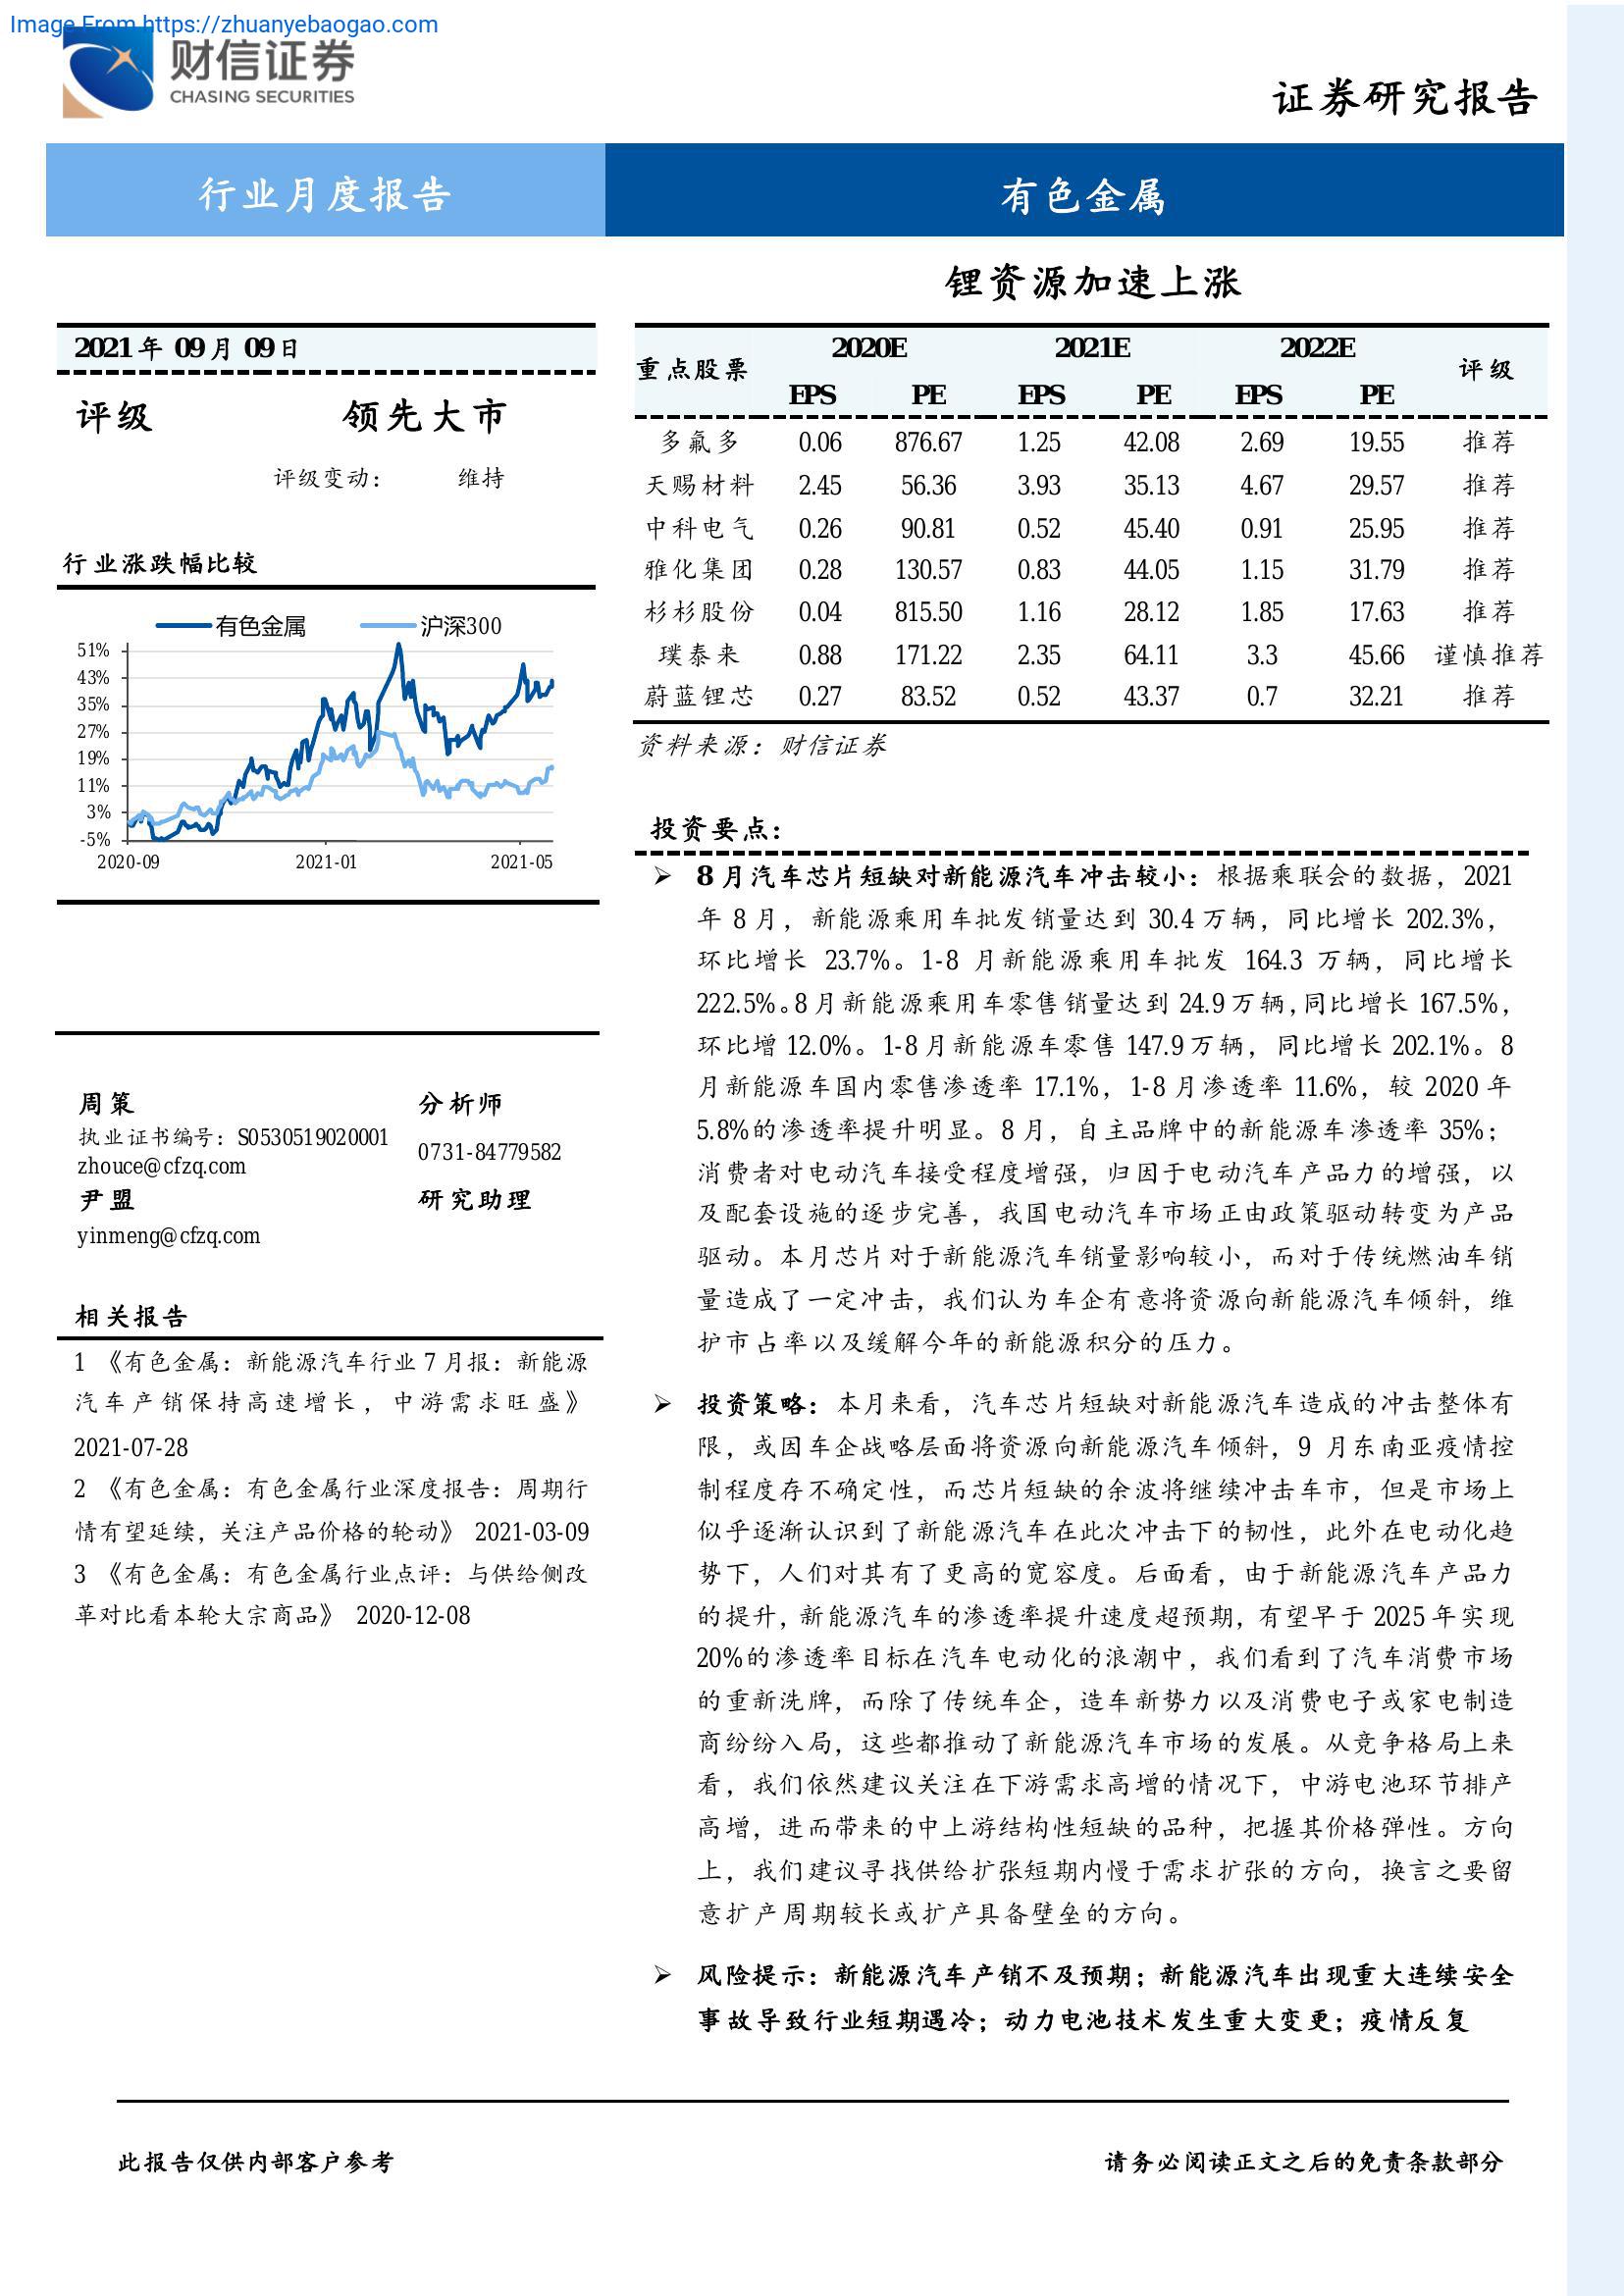 Image From https://zhuanyebaogao.com
财信证券
CHASING SECURITIES
证券研究报告
行业月度报告
有色金属
锂资源加速上涨
2021 年 09 月 09 日
评级 领先大市
评级变动： 维持
行业涨跌幅比较
有色金属 沪深300
51%
43%
35%
27%
19%
11%
3%
-5%
2020-09 2021-01 2021-05
周策 分析师
执业证书编号：S0530519020001 0731-84779582
zhouce@cfzq.com
尹盟 研究助理
yinmeng@cfzq.com
相关报告
1 《有色金属：新能源汽车行业 7 月报：新能源
汽车产销保持高速增长，中游需求旺盛》
2021-07-28
2 《有色金属：有色金属行业深度报告：周期行
情有望延续，关注产品价格的轮动》 2021-03-09
3 《有色金属：有色金属行业点评：与供给侧改
革对比看本轮大宗商品》 2020-12-08
重点股票 2020E 2021E 2022E 评级
EPS PE EPS PE EPS PE
多氟多 0.06 876.67 1.25 42.08 2.69 19.55 推荐
天赐材料 2.45 56.36 3.93 35.13 4.67 29.57 推荐
中科电气 0.26 90.81 0.52 45.40 0.91 25.95 推荐
雅化集团 0.28 130.57 0.83 44.05 1.15 31.79 推荐
杉杉股份 0.04 815.50 1.16 28.12 1.85 17.63 推荐
璞泰来 0.88 171.22 2.35 64.11 3.3 45.66 谨慎推荐
蔚蓝锂芯 0.27 83.52 0.52 43.37 0.7 32.21 推荐
资料来源：财信证券
投资要点：
➢ 8 月汽车芯片短缺对新能源汽车冲击较小：根据乘联会的数据，2021
年 8 月，新能源乘用车批发销量达到 30.4 万辆，同比增长 202.3%，
环比增长 23.7%。1-8 月新能源乘用车批发 164.3 万辆，同比增长
222.5%。8 月新能源乘用车零售销量达到 24.9 万辆,同比增长 167.5%,
环比增 12.0%。1-8 月新能源车零售 147.9 万辆，同比增长 202.1%。8
月新能源车国内零售渗透率 17.1%，1-8 月渗透率 11.6%，较 2020 年
5.8%的渗透率提升明显。8 月，自主品牌中的新能源车渗透率 35%；
消费者对电动汽车接受程度增强，归因于电动汽车产品力的增强，以
及配套设施的逐步完善，我国电动汽车市场正由政策驱动转变为产品
驱动。本月芯片对于新能源汽车销量影响较小，而对于传统燃油车销
量造成了一定冲击，我们认为车企有意将资源向新能源汽车倾斜，维
护市占率以及缓解今年的新能源积分的压力。
➢ 投资策略：本月来看，汽车芯片短缺对新能源汽车造成的冲击整体有
限，或因车企战略层面将资源向新能源汽车倾斜，9 月东南亚疫情控
制程度存不确定性，而芯片短缺的余波将继续冲击车市，但是市场上
似乎逐渐认识到了新能源汽车在此次冲击下的韧性，此外在电动化趋
势下，人们对其有了更高的宽容度。后面看，由于新能源汽车产品力
的提升，新能源汽车的渗透率提升速度超预期，有望早于 2025 年实现
20%的渗透率目标在汽车电动化的浪潮中，我们看到了汽车消费市场
的重新洗牌，而除了传统车企，造车新势力以及消费电子或家电制造
商纷纷入局，这些都推动了新能源汽车市场的发展。从竞争格局上来
看，我们依然建议关注在下游需求高增的情况下，中游电池环节排产
高增，进而带来的中上游结构性短缺的品种，把握其价格弹性。方向
上，我们建议寻找供给扩张短期内慢于需求扩张的方向，换言之要留
意扩产周期较长或扩产具备壁垒的方向。
➢ 风险提示：新能源汽车产销不及预期；新能源汽车出现重大连续安全
事故导致行业短期遇冷；动力电池技术发生重大变更；疫情反复
此报告仅供内部客户参考
请务必阅读正文之后的免责条款部分